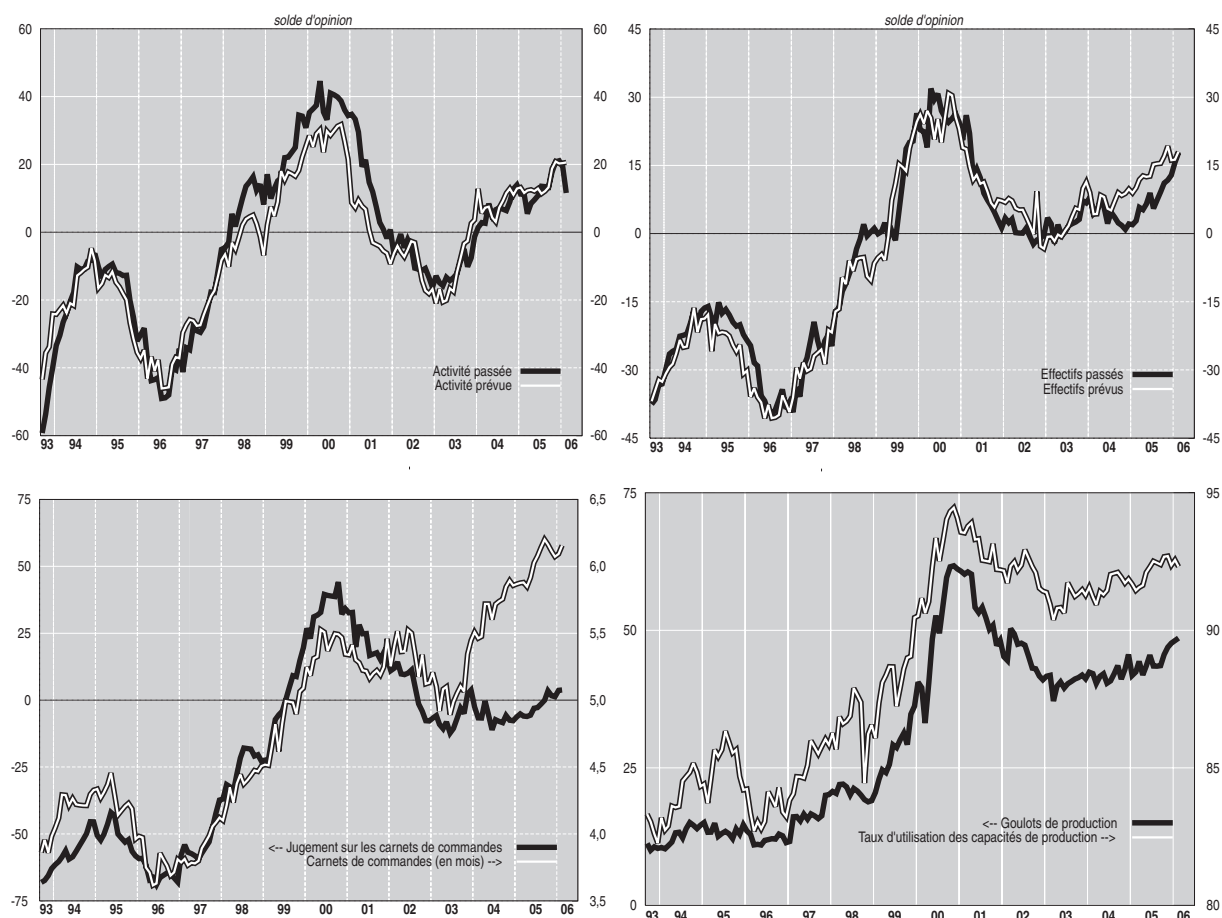 solde d'opinion
60 60
40 40
20 20
0 0
-20 -20
-40 -40
Activité passée
Activité prévue
-60 -60
93 94 95 96 97 98 99 00 01 02 03 04 05 06
solde d'opinion
45 45
30 30
15 15
0 0
-15 -15
-30 -30
Effectifs passés
Effectifs prévus
-45 -45
93 94 95 96 97 98 99 00 01 02 03 04 05 06
75 6,5
50 6,0
25 5,5
0 5,0
-25 4,5
-50 4,0
<-- Jugement sur les carnets de commandes
Carnets de commandes (en mois) -->
-75 3,5
93 94 95 96 97 98 99 00 01 02 03 04 05 06
75 95
50 90
25 85
<-- Goulots de production
Taux d'utilisation des capacités de production -->
0 80
93 94 95 96 97 98 99 00 01 02 03 04 05 06